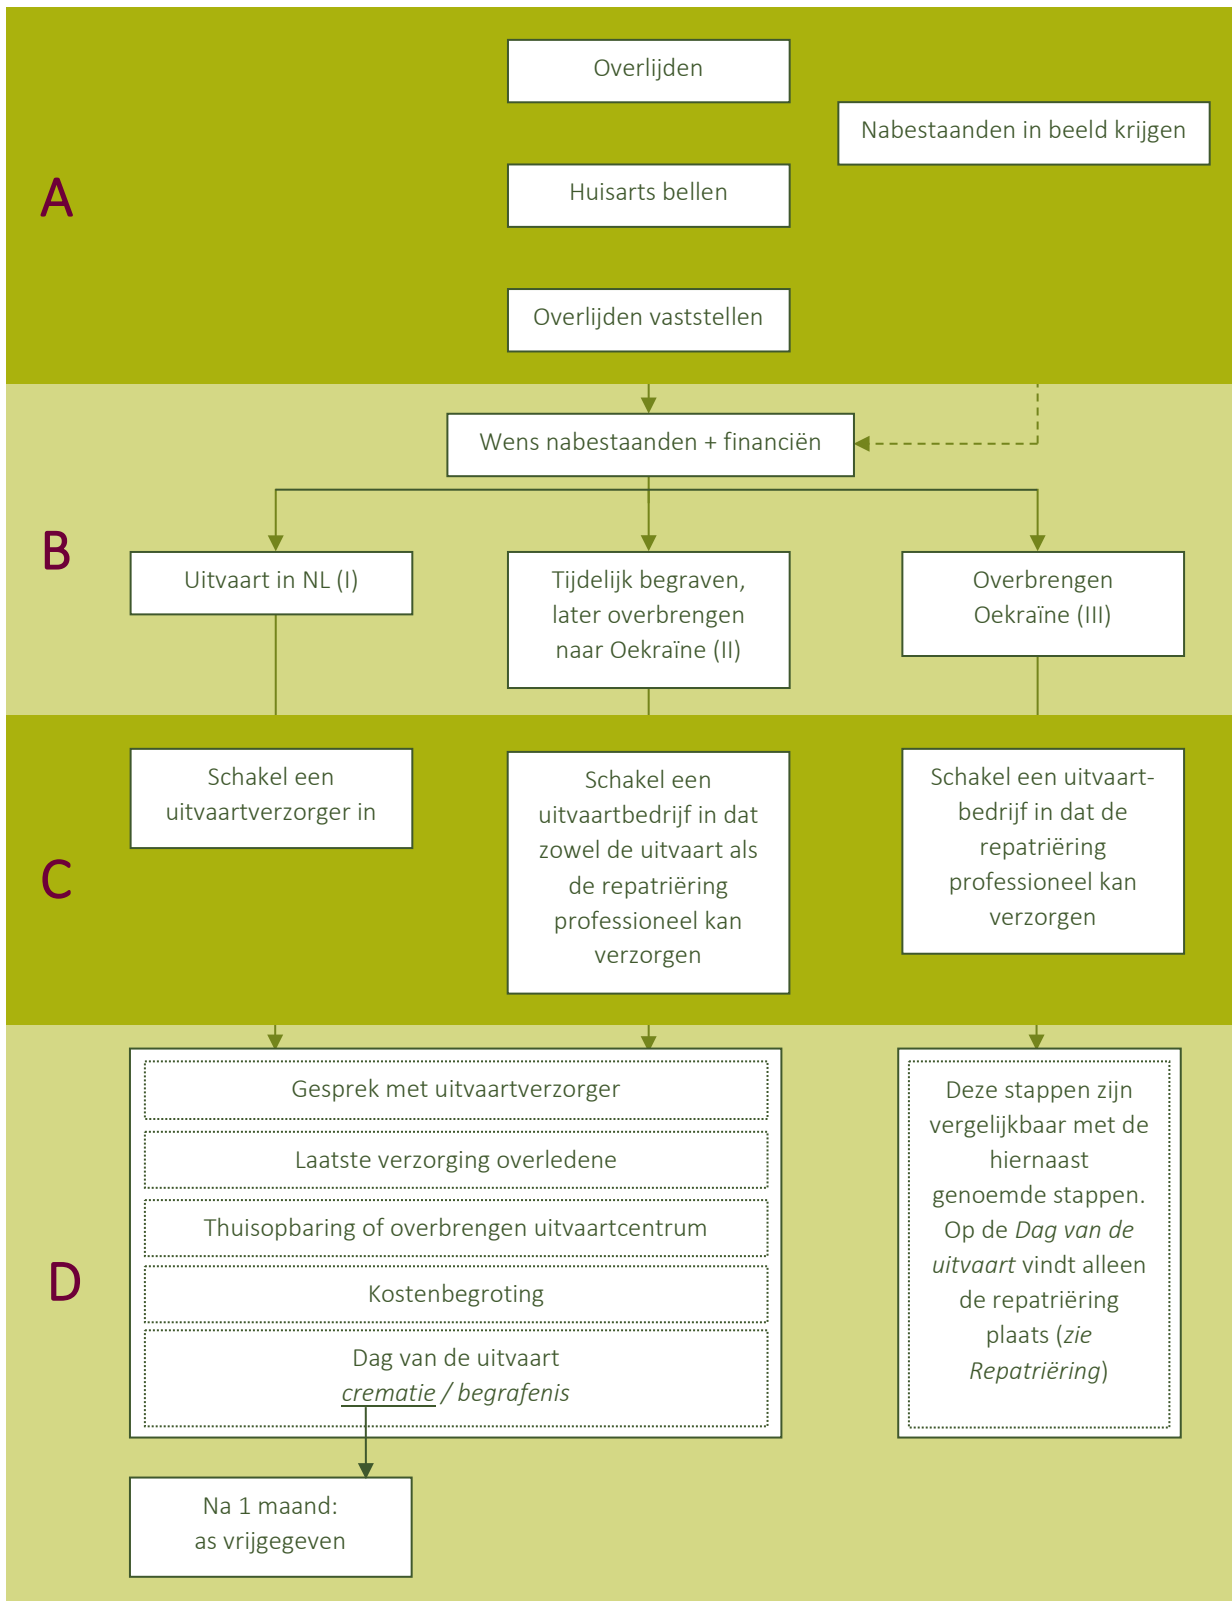 A
Overlijden
Nabestaanden in beeld krijgen
Huisarts bellen
Overlijden vaststellen
B
Wens nabestaanden + financiën
Uitvaart in NL (I)
Tijdelijk begraven,
later overbrengen
naar Oekraïne (II)
Overbrengen
Oekraïne (III)
C
Schakel een
uitvaartverzorger in
Schakel een
uitvaartbedrijf in dat
zowel de uitvaart als
de repatriëring
professioneel kan
verzorgen
Schakel een uitvaart-
bedrijf in dat de
repatriëring
professioneel kan
verzorgen
D
Gesprek met uitvaartverzorger
Laatste verzorging overledene
Thuisopbaring of overbrengen uitvaartcentrum
Kostenbegroting
Dag van de uitvaart
crematie / begrafenis
Deze stappen zijn
vergelijkbaar met de
hiernaast
genoemde stappen.
Op de Dag van de
uitvaart vindt alleen
de repatriëring
plaats (zie
Repatriëring)
Na 1 maand:
as vrijgegeven